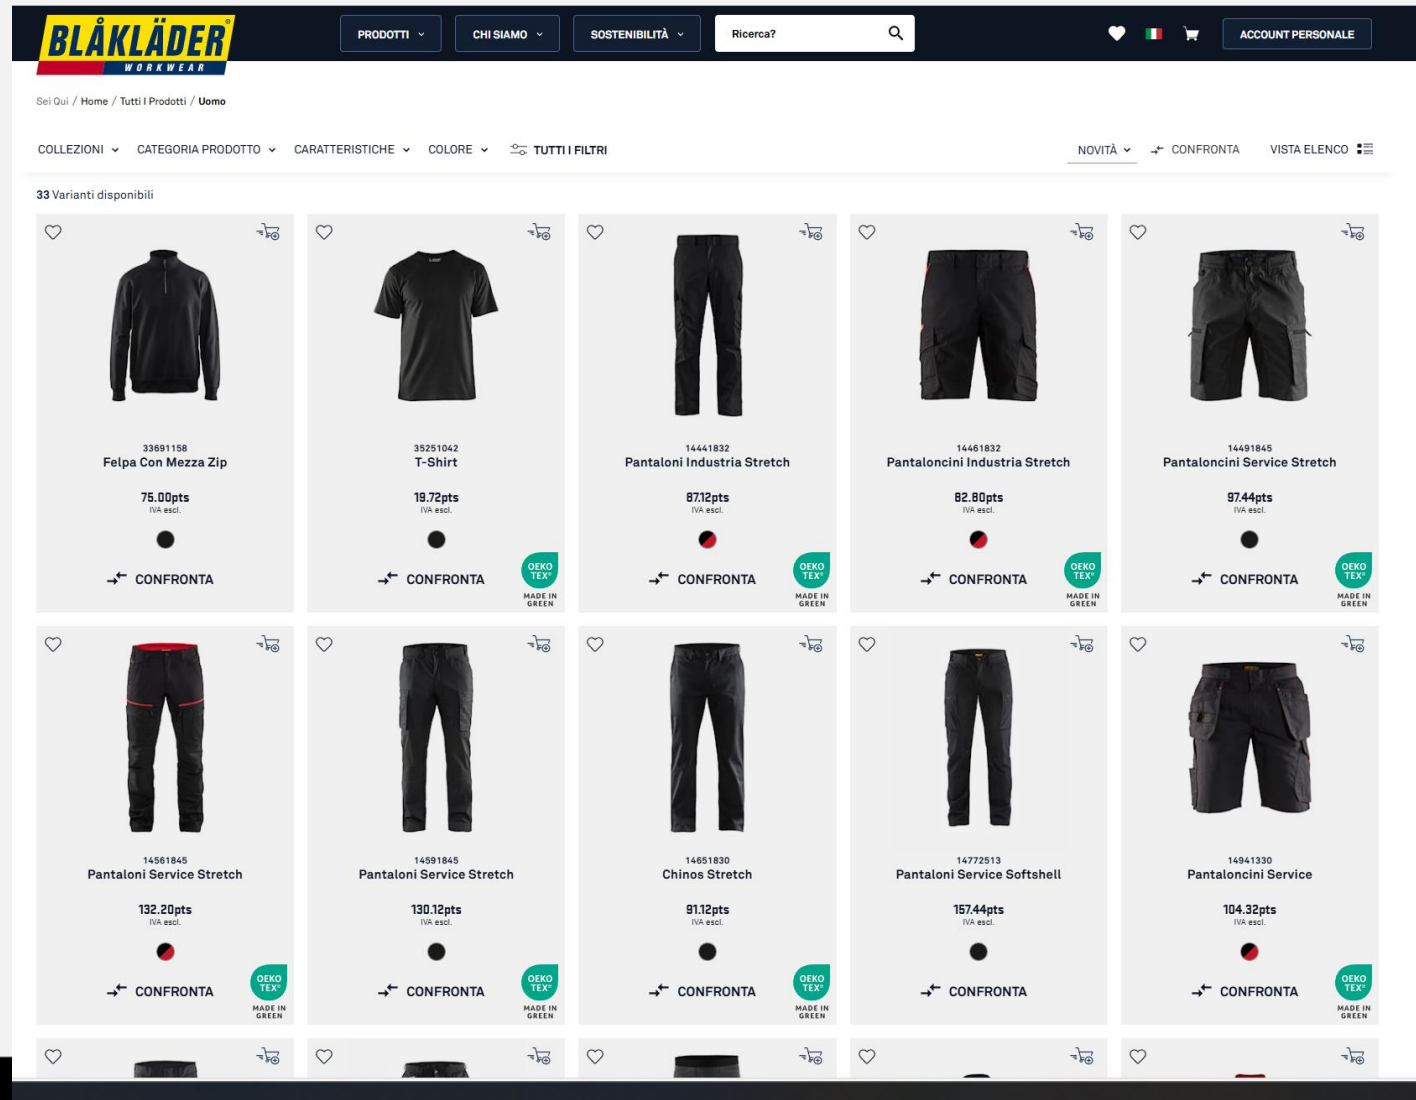 BLÅKLÄDER®
WORKWEAR
PRODOTTI
CHI SIAMO
SOSTENIBILITÀ
Ricerca?
ACCOUNT PERSONALE
Sei Qui / Home / Tutti I Prodotti / Uomo
COLLEZIONI
CATEGORIA PRODOTTO
CARATTERISTICHE
COLORE
TUTTI I FILTRI
NOVITÀ
CONFRONTA
VISTA ELENCO
33 Varianti disponibili
33691158
Felpa Con Mezza Zip
75.00pts
IVA escl.
CONFRONTA
35251042
T-Shirt
19.72pts
IVA escl.
CONFRONTA
OEKO
TEX®
MADE IN
GREEN
14441832
Pantaloni Industria Stretch
87.12pts
IVA escl.
CONFRONTA
OEKO
TEX®
MADE IN
GREEN
14461832
Pantaloncini Industria Stretch
82.80pts
IVA escl.
CONFRONTA
OEKO
TEX®
MADE IN
GREEN
14491845
Pantaloncini Service Stretch
97.44pts
IVA escl.
CONFRONTA
OEKO
TEX®
MADE IN
GREEN
14561845
Pantaloni Service Stretch
132.20pts
IVA escl.
CONFRONTA
OEKO
TEX®
MADE IN
GREEN
14591845
Pantaloni Service Stretch
130.12pts
IVA escl.
CONFRONTA
OEKO
TEX®
MADE IN
GREEN
14651830
Chinos Stretch
91.12pts
IVA escl.
CONFRONTA
OEKO
TEX®
MADE IN
GREEN
14772513
Pantaloni Service Softshell
157.44pts
IVA escl.
CONFRONTA
14941330
Pantaloncini Service
104.32pts
IVA escl.
CONFRONTA
OEKO
TEX®
MADE IN
GREEN